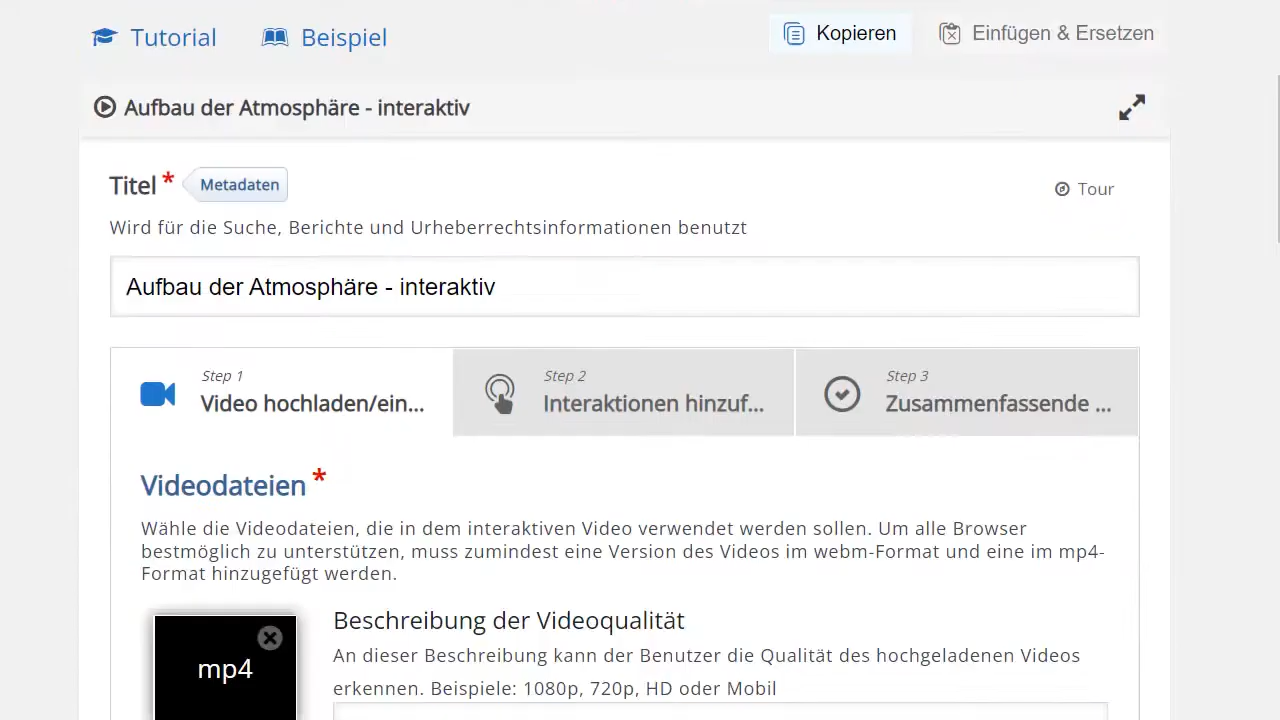 Tutorial Beispiel Kopieren Einfügen & Ersetzen
Aufbau der Atmosphäre - interaktiv
Titel * Metadaten Tour
Wird für die Suche, Berichte und Urheberrechtsinformationen benutzt
Aufbau der Atmosphäre - interaktiv
Step 1 Step 2 Step 3
Video hochladen/ein... Interaktionen hinzuf... Zusammenfassende ...
Videodateien *
Wähle die Videodateien, die in dem interaktiven Video verwendet werden sollen. Um alle Browser
bestmöglich zu unterstützen, muss zumindest eine Version des Videos im webm-Format und eine im mp4-
Format hinzugefügt werden.
Beschreibung der Videoqualität
An dieser Beschreibung kann der Benutzer die Qualität des hochgeladenen Videos
mp4
erkennen. Beispiele: 1080p, 720p, HD oder Mobil